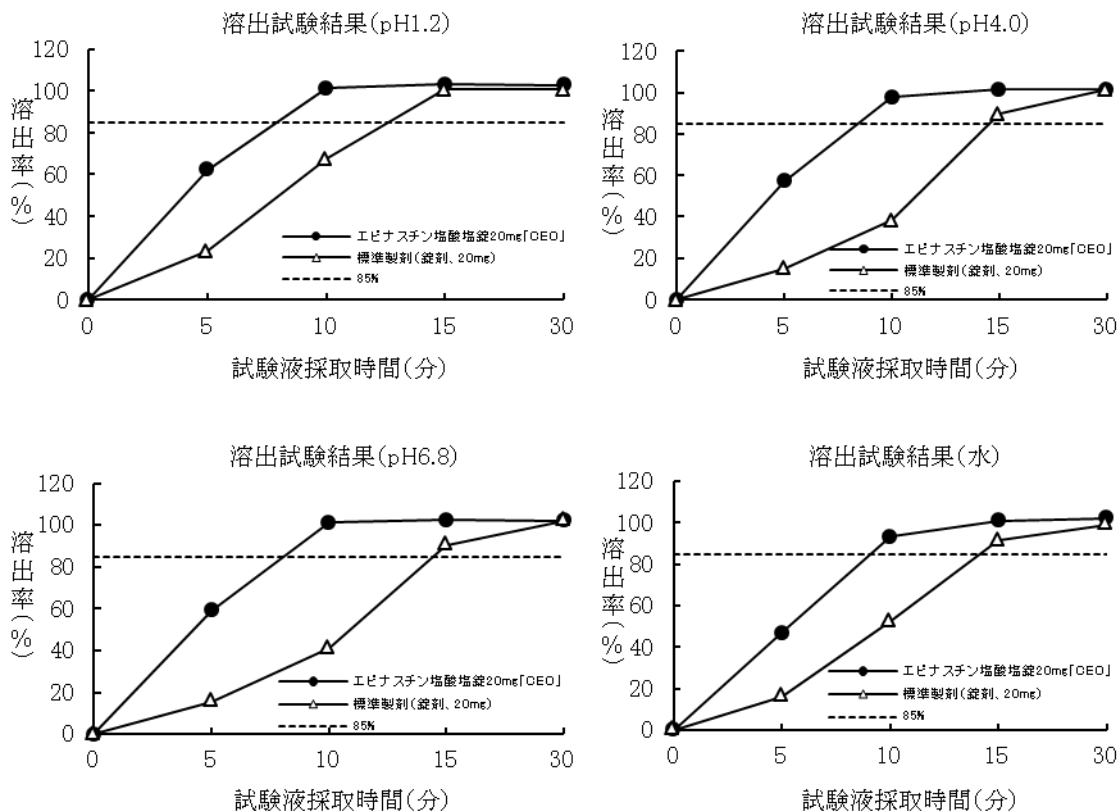 溶出試験結果(pH1.2)
120
100
80
60
40
20
0
溶出率(%)
エピナスチン塩酸塩錠20mg「CEO」
標準製剤(錠剤、20mg)
85%
0 5 10 15 30
試験液採取時間(分)
溶出試験結果(pH4.0)
120
100
80
60
40
20
0
溶出率(%)
エピナスチン塩酸塩錠20mg「CEO」
標準製剤(錠剤、20mg)
85%
0 5 10 15 30
試験液採取時間(分)
溶出試験結果(pH6.8)
120
100
80
60
40
20
0
溶出率(%)
エピナスチン塩酸塩錠20mg「CEO」
標準製剤(錠剤、20mg)
85%
0 5 10 15 30
試験液採取時間(分)
溶出試験結果(水)
120
100
80
60
40
20
0
溶出率(%)
エピナスチン塩酸塩錠20mg「CEO」
標準製剤(錠剤、20mg)
85%
0 5 10 15 30
試験液採取時間(分)